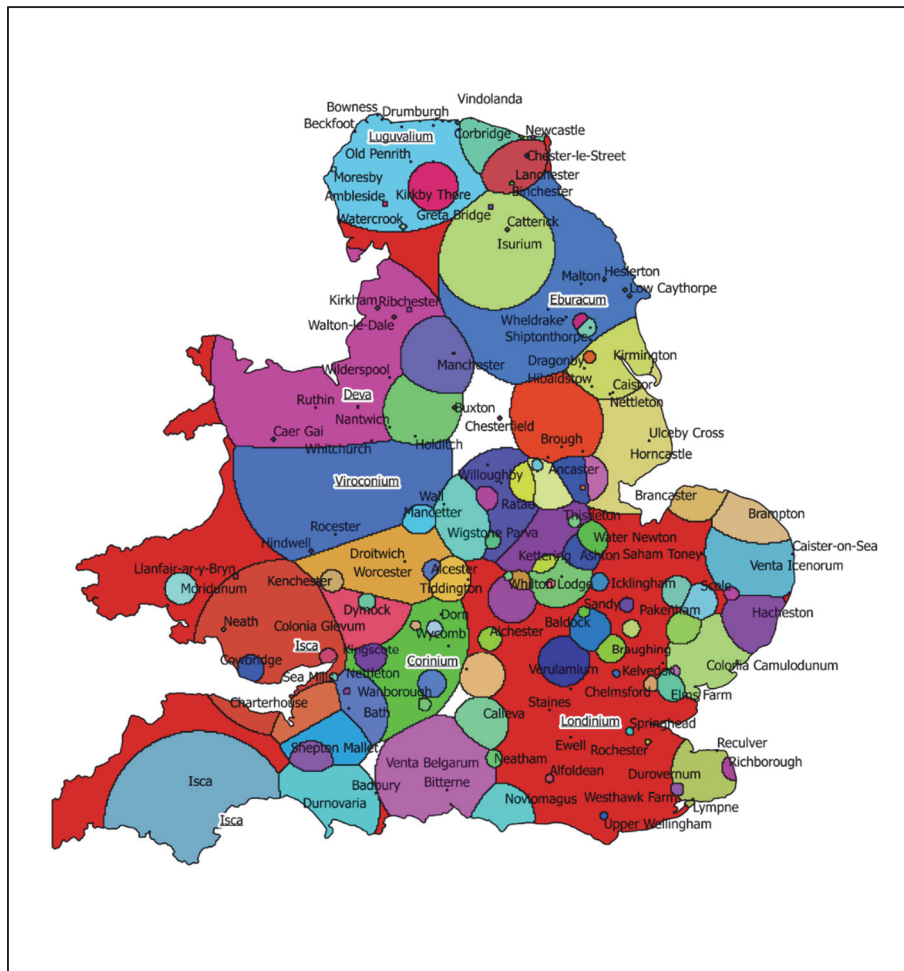 Vindolanda
Bowness
Drumburgh
Beckfoot
Luguvalium
Corbridge
Newcastle
Old Penrith
Chester-le-Street
Moresby
Lanchester
Kirkby Thore
Binchester
Ambleside
Greta Bridge
Watercrook
Catterick
Isurium
Malton
Heslerton
Low Caythorpe
Kirkham
Ribchester
Eburacum
Walton-le-Dale
Wheldrake
Shiptonthorpe
Manchester
Dragonby
Kirmington
Wilderspool
Hibaldstow
Caistor
Nettleton
Ruthin
Deva
Buxton
Nantwich
Chesterfield
Caer Gai
Holditch
Brough
Ulceby Cross
Whitchurch
Horncastle
Viroconium
Willoughby
Ancaster
Wall
Ratae
Brancaster
Mancetter
Thistleton
Brampton
Rocester
Wigstone Parva
Water Newton
Hindwell
Droitwich
Kettering
Ashton
Saham Toney
Caister-on-Sea
Llanfair-ar-y-Bryn
Worcester
Alcester
Venta Icenorum
Moridunum
Kenchester
Tiddington
Whilton Lodge
Icklingham
Scole
Dymock
Dorn
Sandy
Pakenham
Hacheston
Neath
Colonia Glevum
Wycomb
Alchester
Baldock
Isca
Kingscote
Corinium
Braughing
Cowbridge
Sea Mills
Nettleton
Verulamium
Kelvedon
Colonia Camulodunum
Charterhouse
Wanborough
Chelmsford
Elms Farm
Bath
Calleva
Staines
Londinium
Springhead
Shepton Mallet
Ewell
Rochester
Reculver
Isca
Venta Belgarum
Neatham
Alfoldean
Durovernum
Richborough
Badbury
Bitterne
Durnovaria
Noviomagus
Westhawk Farm
Lympne
Isca
Upper Wellingham